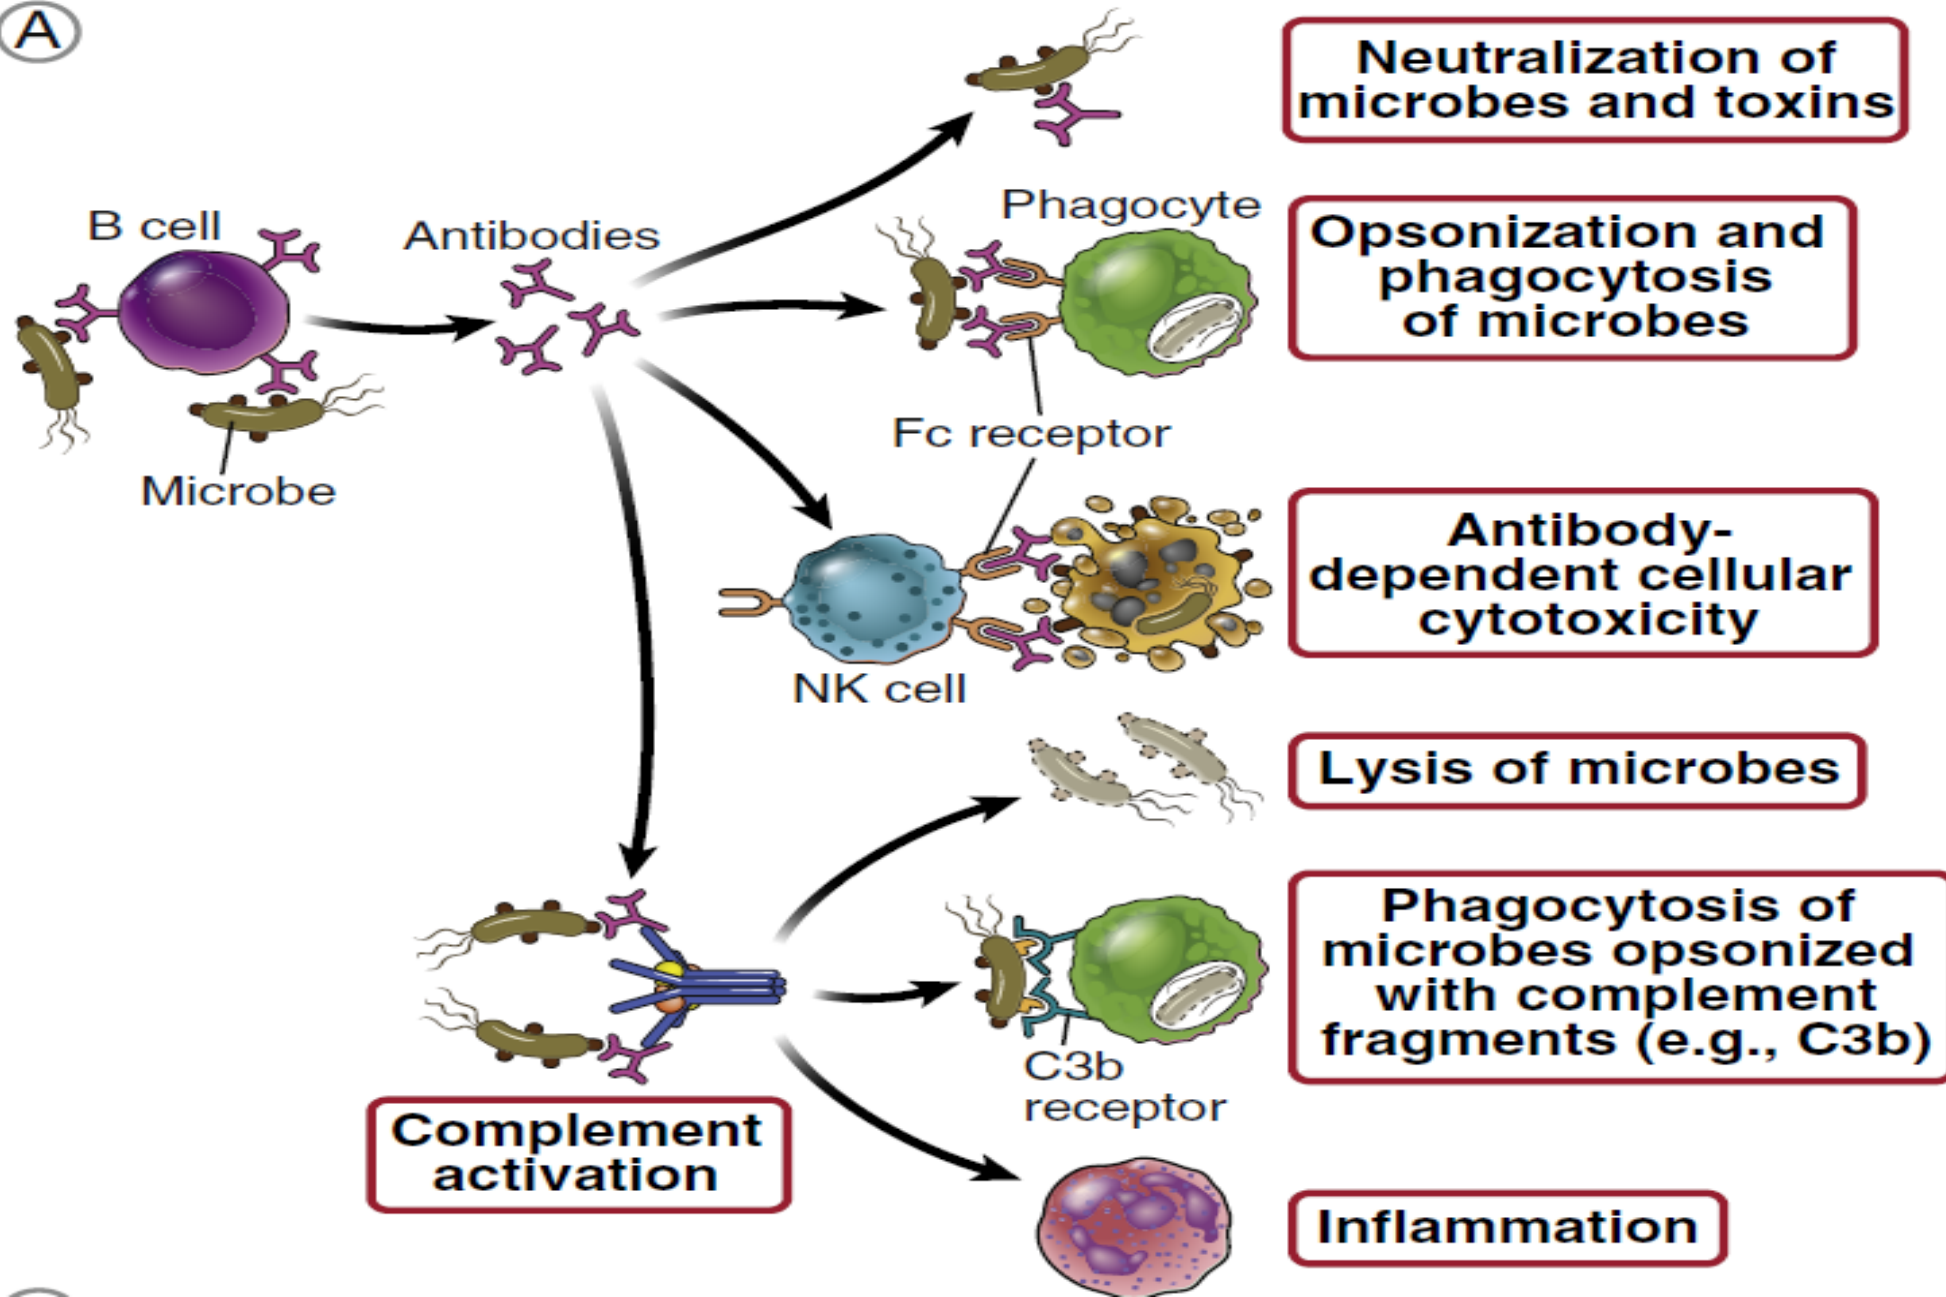 A
Neutralization of
microbes and toxins
B cell
Antibodies
Phagocyte
Opsonization and
phagocytosis
of microbes
Microbe
Fc receptor
Antibody-
dependent cellular
cytotoxicity
NK cell
Lysis of microbes
Phagocytosis of
microbes opsonized
with complement
fragments (e.g., C3b)
C3b
receptor
Complement
activation
Inflammation